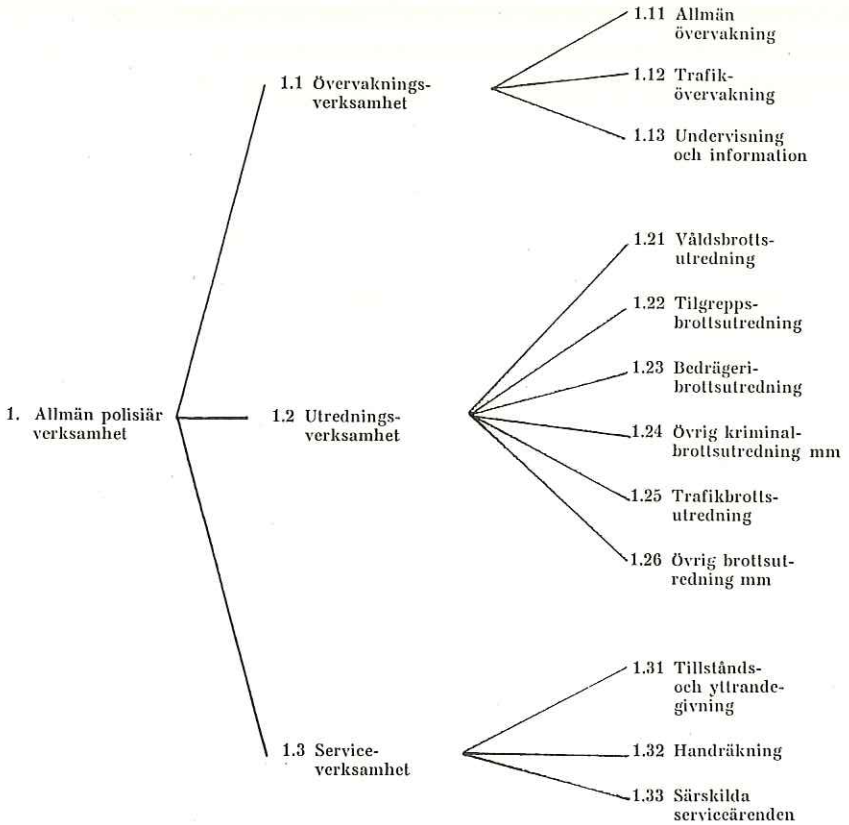 1. Allmän polisiär
verksamhet
1.1 Övervaknings-
verksamhet
1.11 Allmän
övervakning
1.12 Trafik-
övervakning
1.13 Undervisning
och information
1.2 Utrednings-
verksamhet
1.21 Våldsbrotts-
utredning
1.22 Tilgrepps-
brottsutredning
1.23 Bedrägeri-
brottsutredning
1.24 Övrig kriminal-
brottsutredning mm
1.25 Trafikbrotts-
utredning
1.26 Övrig brottsut-
redning mm
1.3 Service-
verksamhet
1.31 Tillstånds-
och yttrande-
givning
1.32 Handräkning
1.33 Särskilda
serviceärenden